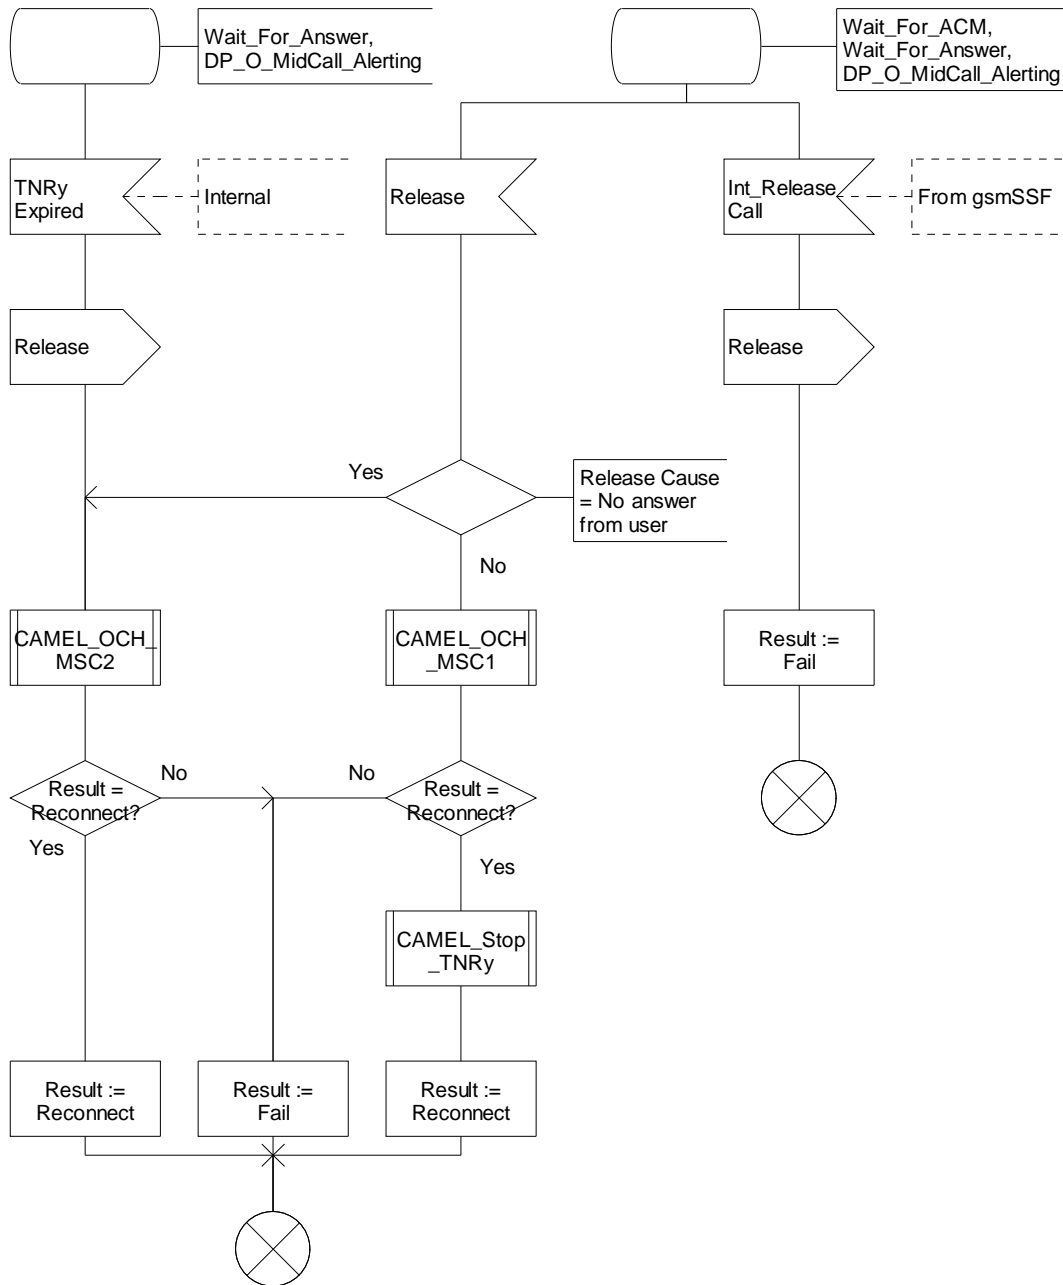 Wait_For_Answer,
DP_O_MidCall_Alerting
Wait_For_ACM,
Wait_For_Answer,
DP_O_MidCall_Alerting
TNRy
Expired
Internal
Release
Int_Release
Call
From gsmSSF
Release
Release
Yes
Release Cause
= No answer
from user
No
CAMEL_OCH_
MSC2
CAMEL_OCH
_MSC1
Result :=
Fail
Result =
Reconnect?
No
No
Result =
Reconnect?
Yes
Yes
CAMEL_Stop
_TNRy
Result :=
Reconnect
Result :=
Fail
Result :=
Reconnect